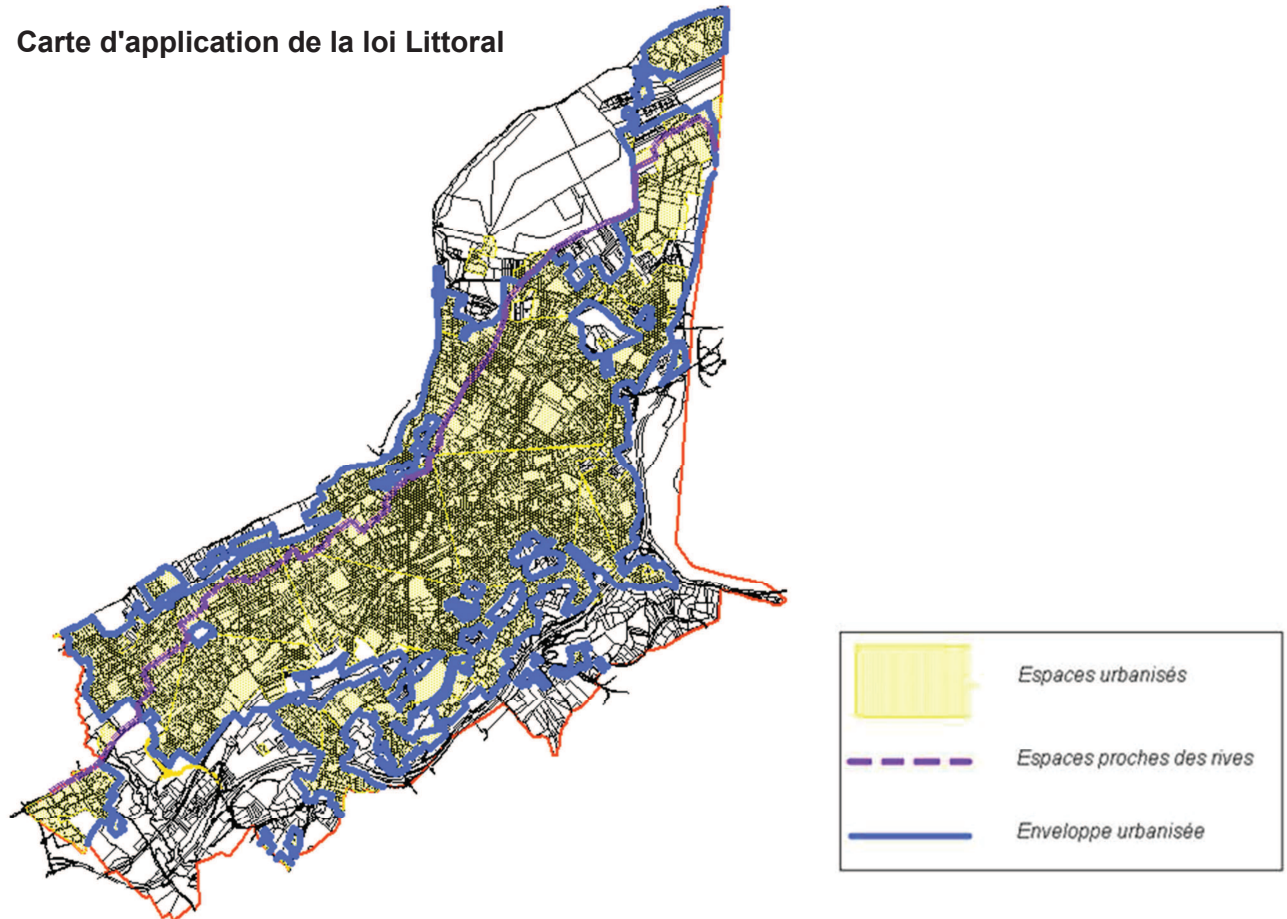 Carte d'application de la loi Littoral
Espaces urbanisés
Espaces proches des rives
Enveloppe urbanisée